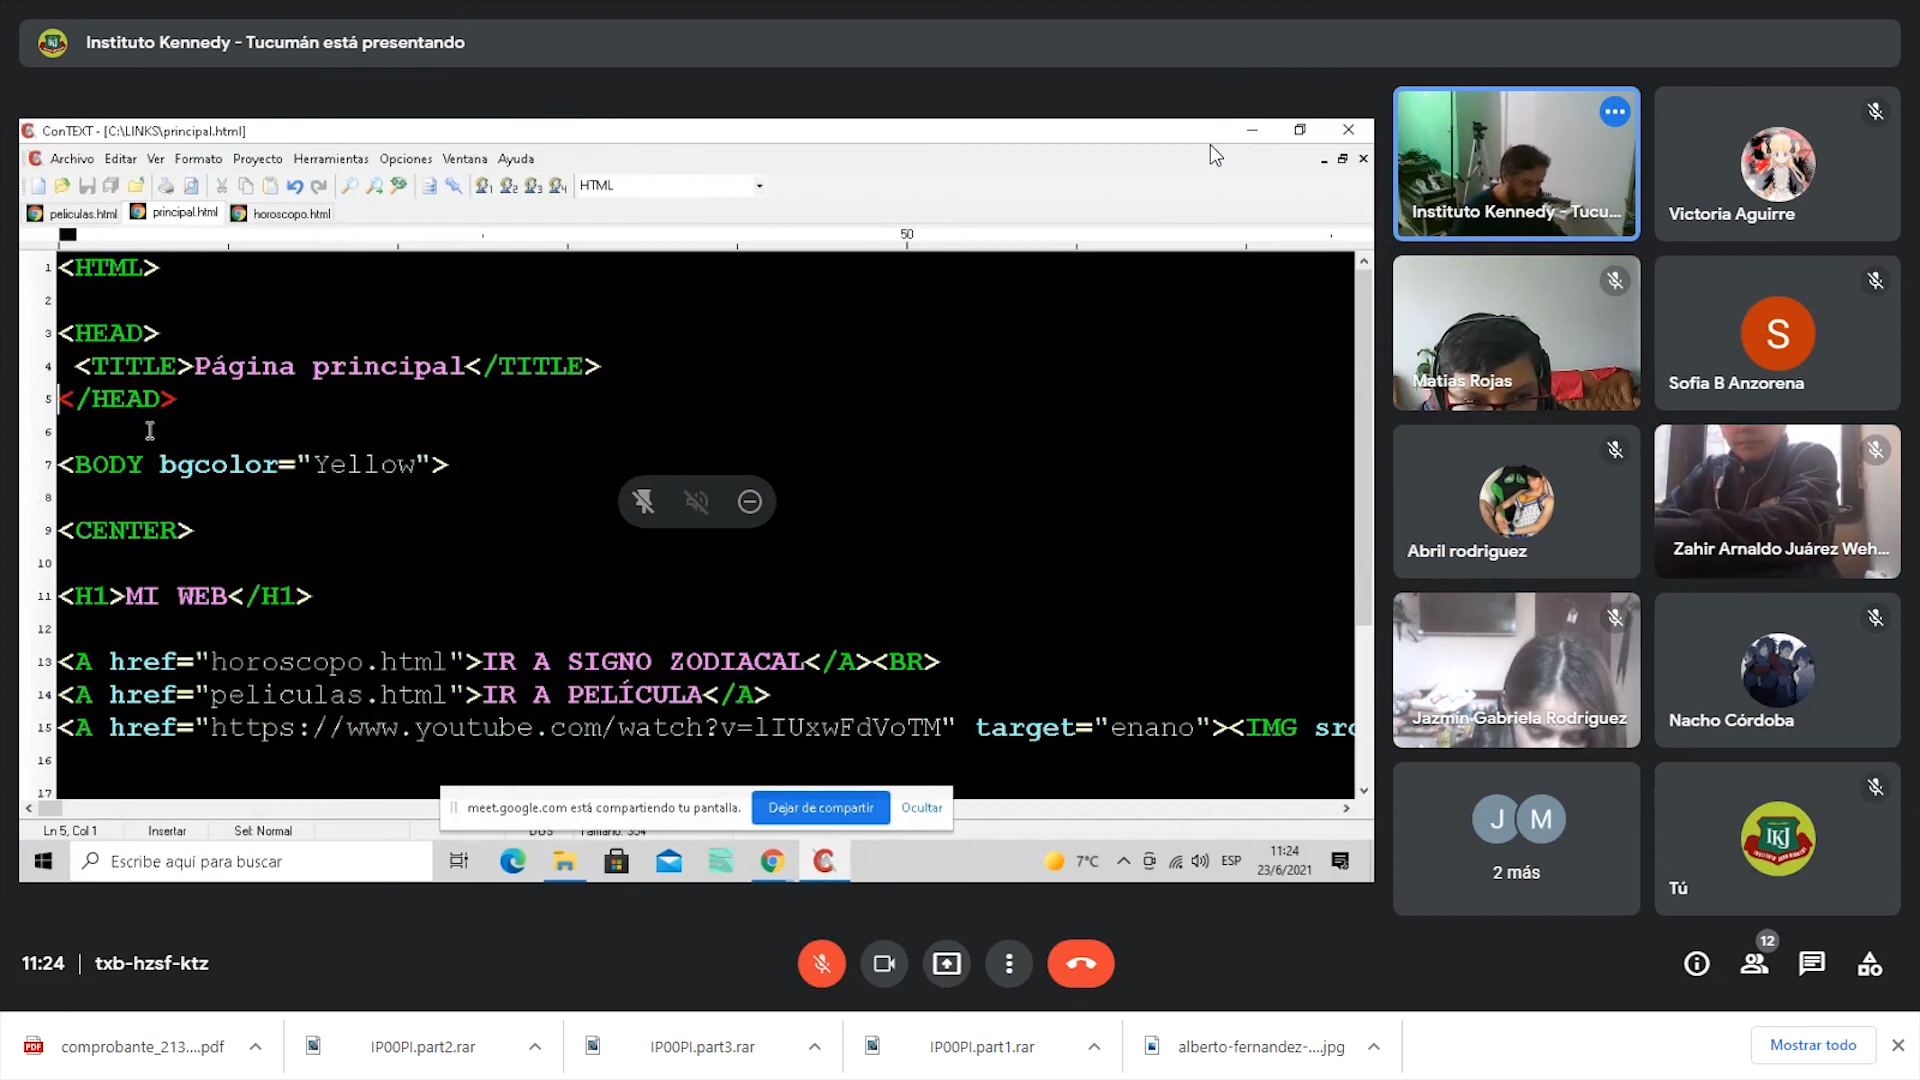 Instituto Kennedy - Tucumán está presentando
ConTEXT - [C:\LINKS\principal.html]
Archivo Editar Ver Formato Proyecto Herramientas Opciones Ventana Ayuda
HTML
peliculas.html principal.html horoscopo.html
50
1 <HTML>
2
3 <HEAD>
4 <TITLE>Página principal</TITLE>
5 </HEAD>
6
7 <BODY bgcolor="Yellow">
8
9 <CENTER>
10
11 <H1>MI WEB</H1>
12
13 <A href="horoscopo.html">IR A SIGNO ZODIACAL</A><BR>
14 <A href="peliculas.html">IR A PELÍCULA</A>
15 <A href="https://www.youtube.com/watch?v=lIUxwFdVoTM" target="enano"><IMG src
16
17
meet.google.com está compartiendo tu pantalla. Dejar de compartir Ocultar
Ln 5, Col 1 Insertar Sel: Normal DOS
Escribe aquí para buscar
7°C ESP 11:24
23/6/2021
Instituto Kennedy - Tucu...
Victoria Aguirre
Matias Rojas
S
Sofia B Anzorena
Abril rodriguez
Zahir Arnaldo Juárez Weh...
Jazmin Gabriela Rodríguez
Nacho Córdoba
J M
2 más
IKJ
Tú
11:24 | txb-hzsf-ktz
12
comprobante_213....pdf IP00PI.part2.rar IP00PI.part3.rar IP00PI.part1.rar alberto-fernandez-....jpg Mostrar todo